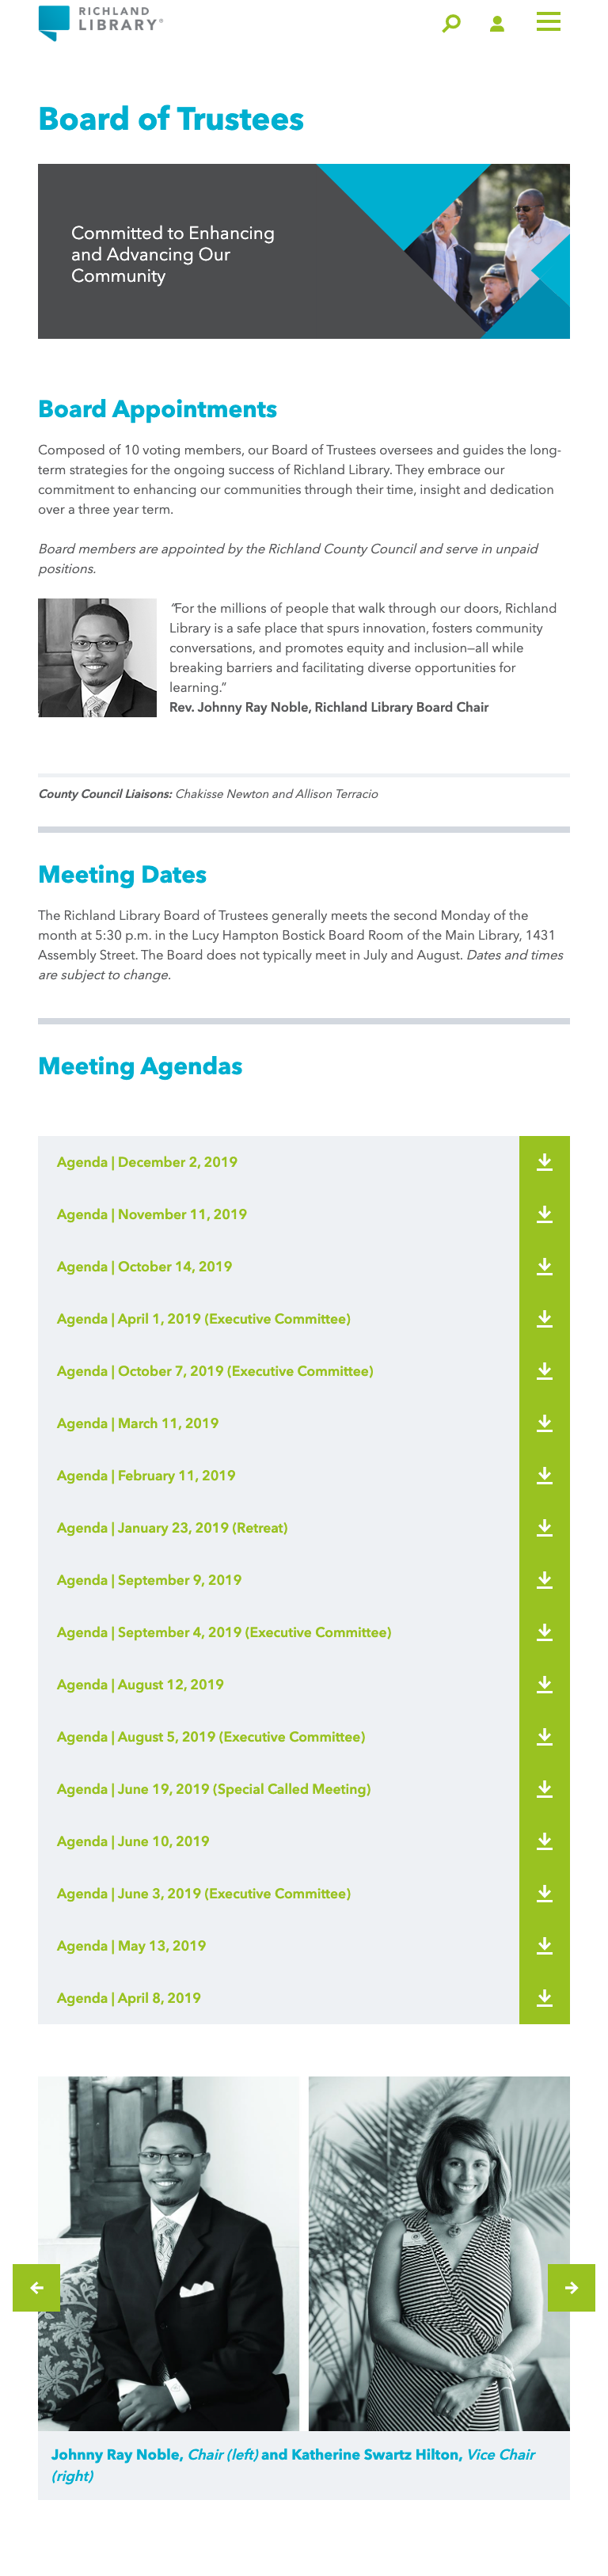 RICHLAND
LIBRARY®
Board of Trustees
Committed to Enhancing
and Advancing Our
Community
Board Appointments
Composed of 10 voting members, our Board of Trustees oversees and guides the long-
term strategies for the ongoing success of Richland Library. They embrace our
commitment to enhancing our communities through their time, insight and dedication
over a three year term.
Board members are appointed by the Richland County Council and serve in unpaid
positions.
“For the millions of people that walk through our doors, Richland
Library is a safe place that spurs innovation, fosters community
conversations, and promotes equity and inclusion—all while
breaking barriers and facilitating diverse opportunities for
learning.”
Rev. Johnny Ray Noble, Richland Library Board Chair
County Council Liaisons: Chakisse Newton and Allison Terracio
Meeting Dates
The Richland Library Board of Trustees generally meets the second Monday of the
month at 5:30 p.m. in the Lucy Hampton Bostick Board Room of the Main Library, 1431
Assembly Street. The Board does not typically meet in July and August. Dates and times
are subject to change.
Meeting Agendas
Agenda | December 2, 2019
Agenda | November 11, 2019
Agenda | October 14, 2019
Agenda | April 1, 2019 (Executive Committee)
Agenda | October 7, 2019 (Executive Committee)
Agenda | March 11, 2019
Agenda | February 11, 2019
Agenda | January 23, 2019 (Retreat)
Agenda | September 9, 2019
Agenda | September 4, 2019 (Executive Committee)
Agenda | August 12, 2019
Agenda | August 5, 2019 (Executive Committee)
Agenda | June 19, 2019 (Special Called Meeting)
Agenda | June 10, 2019
Agenda | June 3, 2019 (Executive Committee)
Agenda | May 13, 2019
Agenda | April 8, 2019
Johnny Ray Noble, Chair (left) and Katherine Swartz Hilton, Vice Chair
(right)